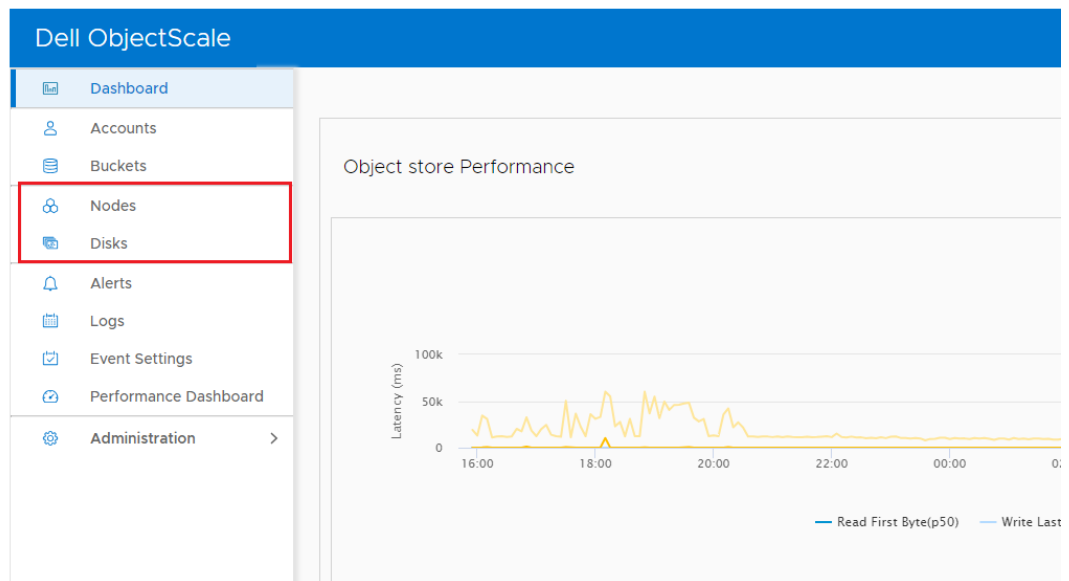 Dell ObjectScale
Dashboard
Accounts
Buckets
Nodes
Disks
Alerts
Logs
Event Settings
Performance Dashboard
Administration
Object store Performance
Latency (ms)
100k
50k
0
16:00 18:00 20:00 22:00 00:00 02
Read First Byte(p50) Write Last